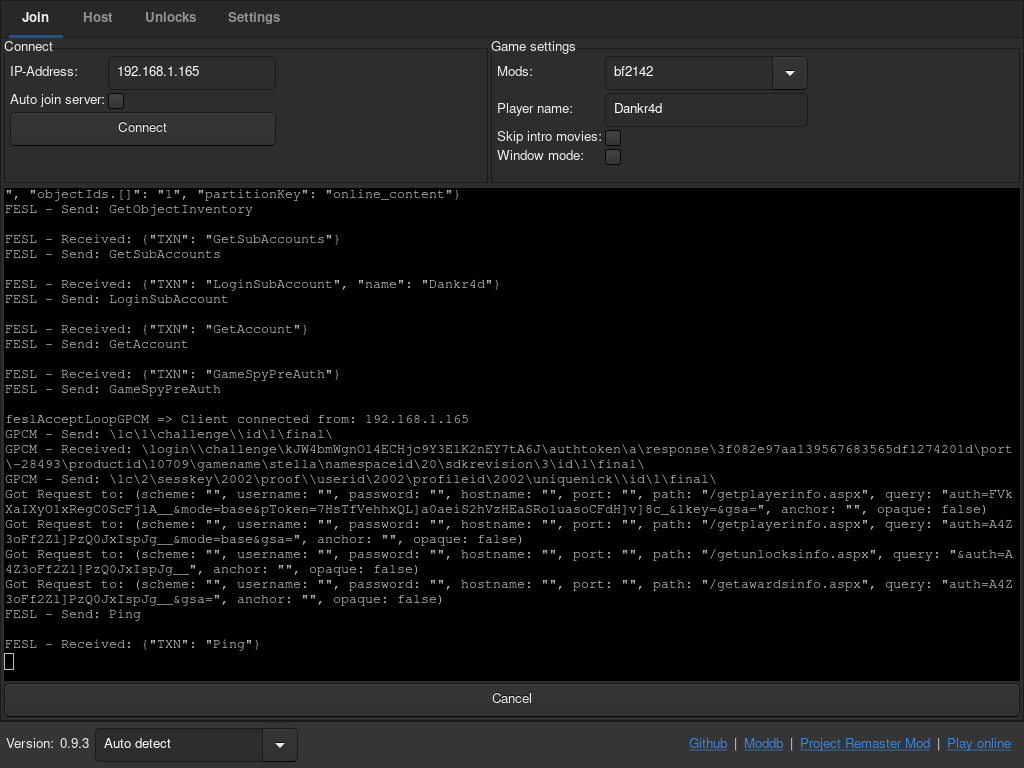 Join Host Unlocks Settings
Connect
IP-Address: 192.168.1.165
Auto join server:
Connect
Game settings
Mods: bf2142
Player name: Dankr4d
Skip intro movies:
Window mode:
", "objectIds.[]": "1", "partitionKey": "online_content"}
FESL - Send: GetObjectInventory
FESL - Received: {"TXN": "GetSubAccounts"}
FESL - Send: GetSubAccounts
FESL - Received: {"TXN": "LoginSubAccount", "name": "Dankr4d"}
FESL - Send: LoginSubAccount
FESL - Received: {"TXN": "GetAccount"}
FESL - Send: GetAccount
FESL - Received: {"TXN": "GameSpyPreAuth"}
FESL - Send: GameSpyPreAuth
feslAcceptLoopGPCM => Client connected from: 192.168.1.165
GPCM - Send: \lc\1\challenge\\id\1\final\
GPCM - Received: \login\\challenge\kJW4bmWgnOl4ECHjc9Y3ElK2nEY7tA6J\authtoken\a\response\3f082e97aa1395676835​65df1274201d\port
\-28493\productid\10709\gamename\stella\namespaceid\20\sdkrevision\3\id\1\final\
GPCM - Send: \lc\2\sesskey\2002\proof\\userid\2002\profileid\2002\uniquenick\\id\1\final\
Got Request to: (scheme: "", username: "", password: "", hostname: "", port: "", path: "/getplayerinfo.aspx", query: "auth=FVk
XaIXyOlxRegC0ScFjlA__&mode=base&pToken=7HsTfVehhxQL]a0aeiS2hVzHEaSRoluasoCFdH]v]8c_&lkey=&gsa=", anchor: "", opaque: false)
Got Request to: (scheme: "", username: "", password: "", hostname: "", port: "", path: "/getplayerinfo.aspx", query: "auth=A4Z
3oFf2Zl]PzQ0JxIspJg__&mode=base&gsa=", anchor: "", opaque: false)
Got Request to: (scheme: "", username: "", password: "", hostname: "", port: "", path: "/getunlocksinfo.aspx", query: "&auth=A
4Z3oFf2Zl]PzQ0JxIspJg__", anchor: "", opaque: false)
Got Request to: (scheme: "", username: "", password: "", hostname: "", port: "", path: "/getawardsinfo.aspx", query: "auth=A4Z
3oFf2Zl]PzQ0JxIspJg__&gsa=", anchor: "", opaque: false)
FESL - Send: Ping
FESL - Received: {"TXN": "Ping"}
Cancel
Version: 0.9.3 Auto detect
Github | Moddb | Project Remaster Mod | Play online